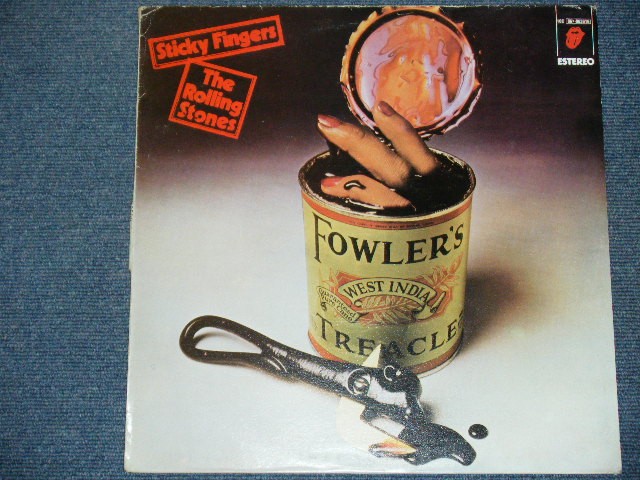 Sticky Fingers
The
Rolling
Stones
ESTEREO
FOWLER'S
WEST INDIA
TREACLE